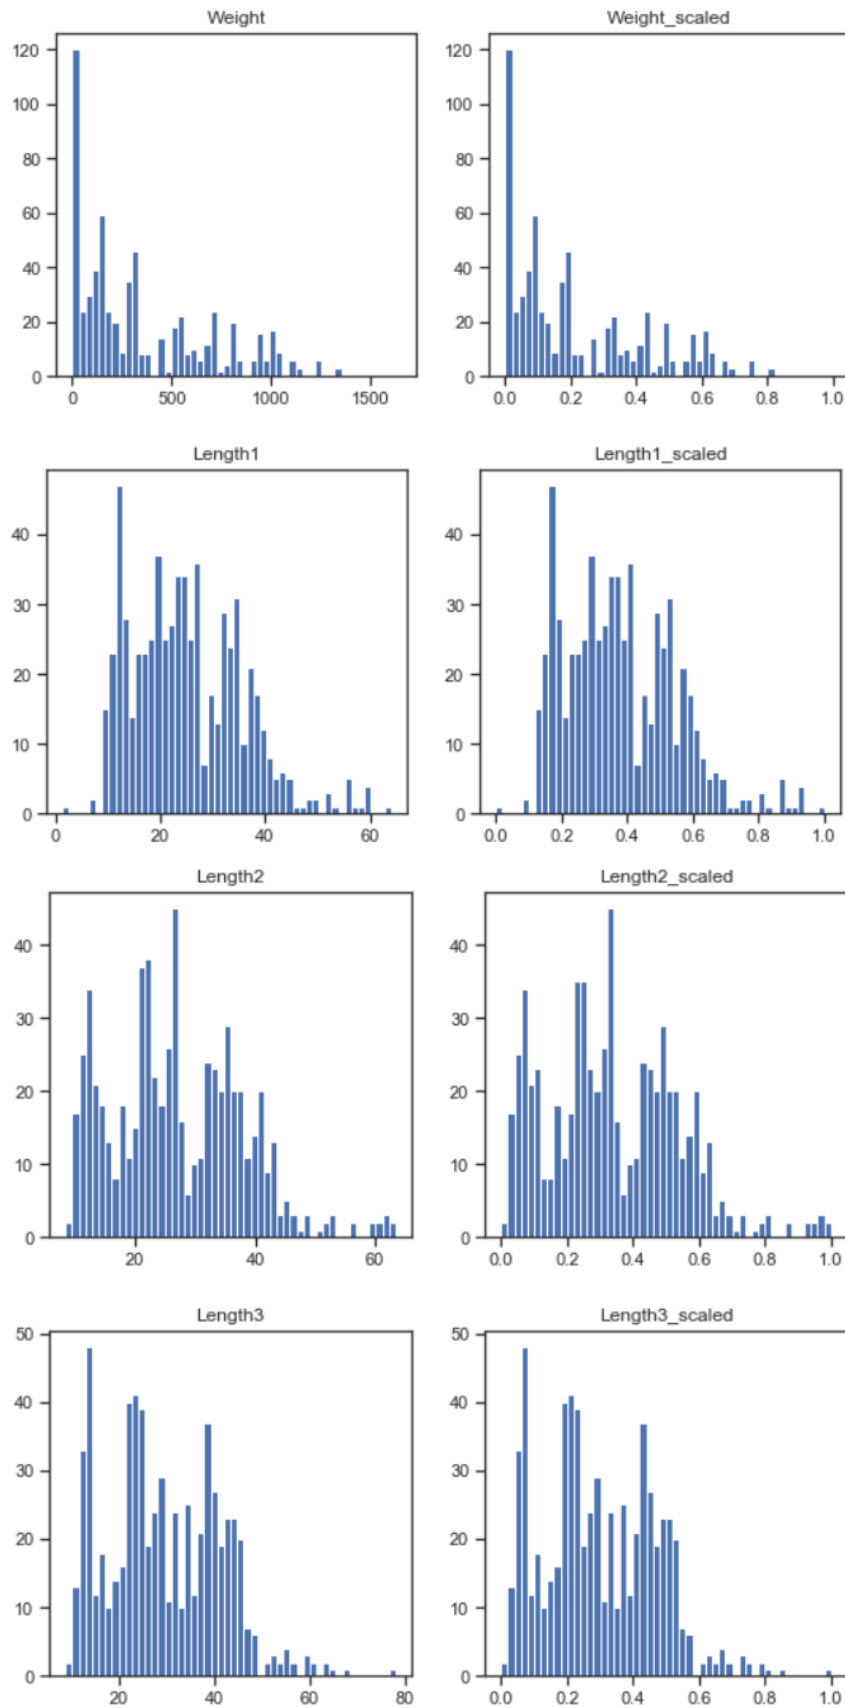 Weight Weight_scaled
120 120
100 100
80 80
60 60
40 40
20 20
0 0
0 500 1000 1500 0.0 0.2 0.4 0.6 0.8 1.0
Length1 Length1_scaled
40 40
30 30
20 20
10 10
0 0
0 20 40 60 0.0 0.2 0.4 0.6 0.8 1.0
Length2 Length2_scaled
40 40
30 30
20 20
10 10
0 0
20 40 60 0.0 0.2 0.4 0.6 0.8 1.0
Length3 Length3_scaled
50 50
40 40
30 30
20 20
10 10
0 0
20 40 60 80 0.0 0.2 0.4 0.6 0.8 1.0